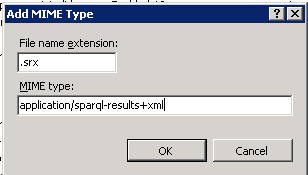 Add MIME Type
File name extension:
.srx
MIME type:
application/sparql-results+xml
OK Cancel